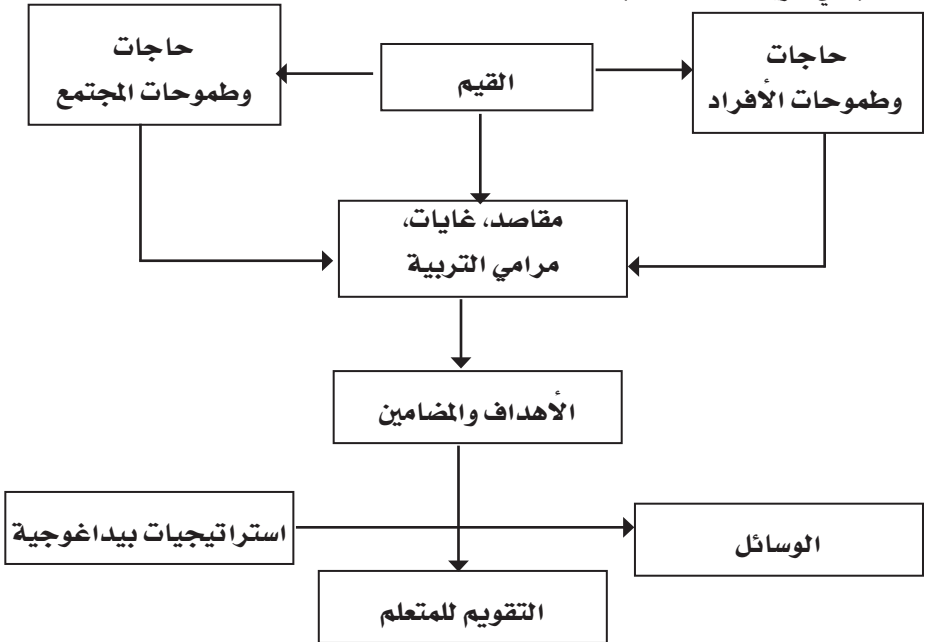 حاجات
وطموحات الأفراد
القيم
حاجات
وطموحات المجتمع
مقاصد، غايات،
مرامي التربية
الأهداف والمضامين
استراتيجيات بيداغوجية
الوسائل
التقويم للمتعلم